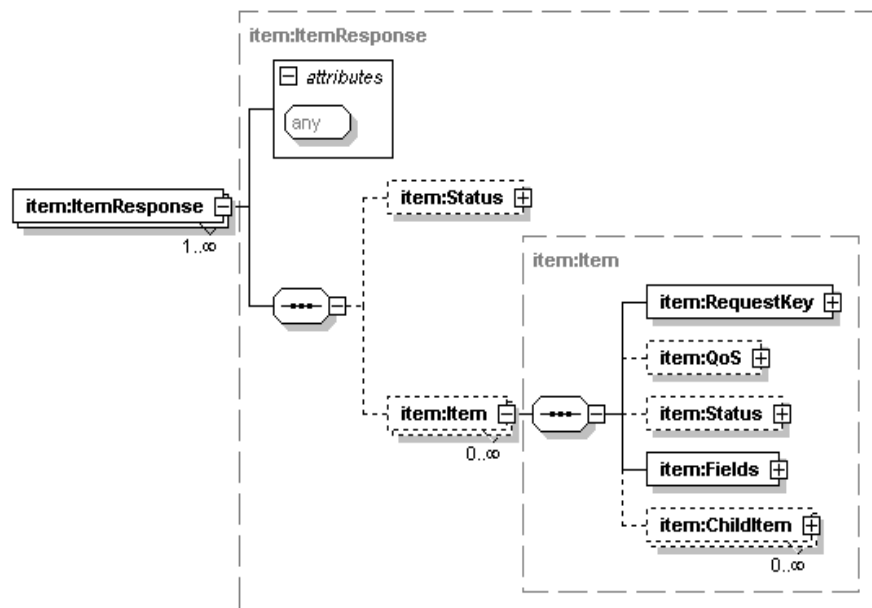 item:ItemResponse
attributes
any
item:ItemResponse
1..∞
item:Status
item:Item
item:RequestKey
item:QoS
item:Item
item:Status
0..∞
item:Fields
item:ChildItem
0..∞